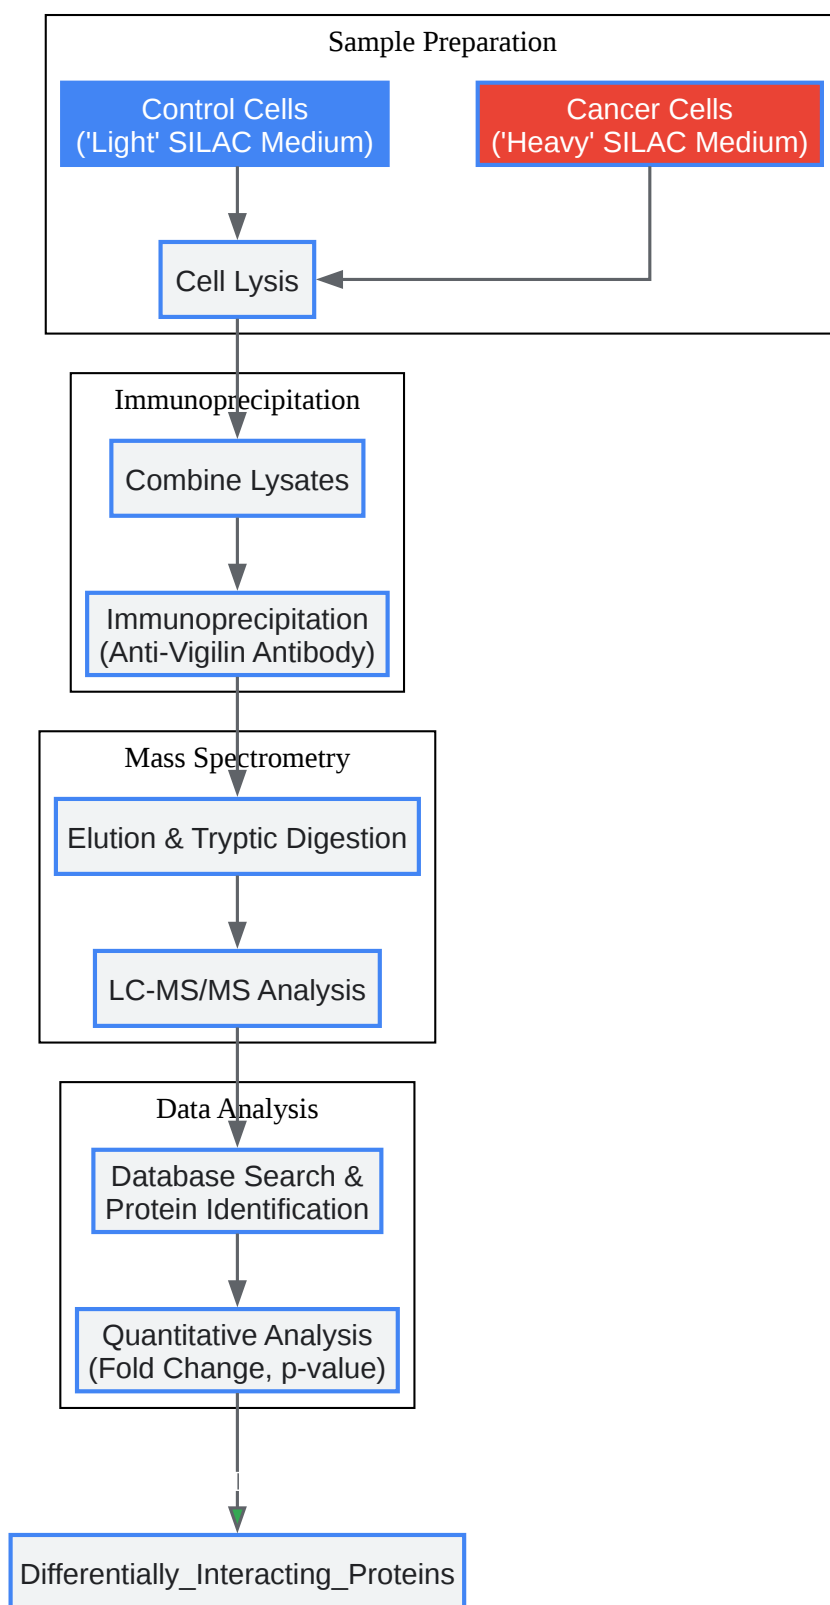 Sample Preparation
Control Cells
('Light' SILAC Medium)
Cancer Cells
('Heavy' SILAC Medium)
Cell Lysis
Immunoprecipitation
Combine Lysates
Immunoprecipitation
(Anti-Vigilin Antibody)
Mass Spectrometry
Elution & Tryptic Digestion
LC-MS/MS Analysis
Data Analysis
Database Search &
Protein Identification
Quantitative Analysis
(Fold Change, p-value)
Differentially_Interacting_Proteins